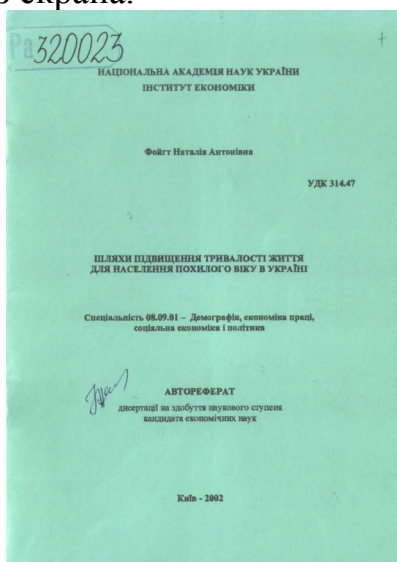 з екрана.
320023
НАЦІОНАЛЬНА АКАДЕМІЯ НАУК УКРАЇНИ
ІНСТИТУТ ЕКОНОМІКИ
Фойгт Наталія Антонівна
УДК 314.47
ШЛЯХИ ПІДВИЩЕННЯ ТРИВАЛОСТІ ЖИТТЯ
ДЛЯ НАСЕЛЕННЯ ПОХИЛОГО ВІКУ В УКРАЇНІ
Спеціальність 08.09.01 – Демографія, економіка праці,
соціальна економіка і політика
АВТОРЕФЕРАТ
дисертації на здобуття наукового ступеня
кандидата економічних наук
Київ - 2002